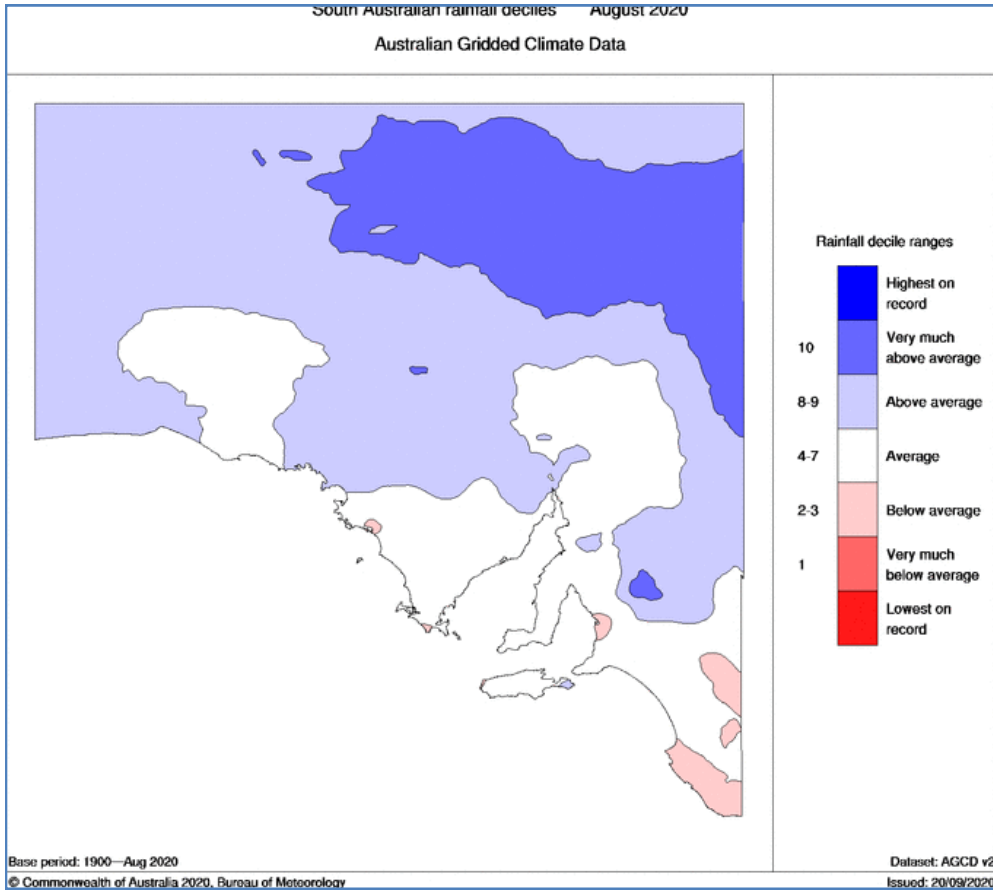 South Australian rainfall deciles August 2020
Australian Gridded Climate Data
Rainfall decile ranges
Highest on
record
10
Very much
above average
8-9
Above average
4-7
Average
2-3
Below average
1
Very much
below average
Lowest on
record
Base period: 1900—Aug 2020
Dataset: AGCD v2
© Commonwealth of Australia 2020, Bureau of Meteorology
Issued: 20/09/2020